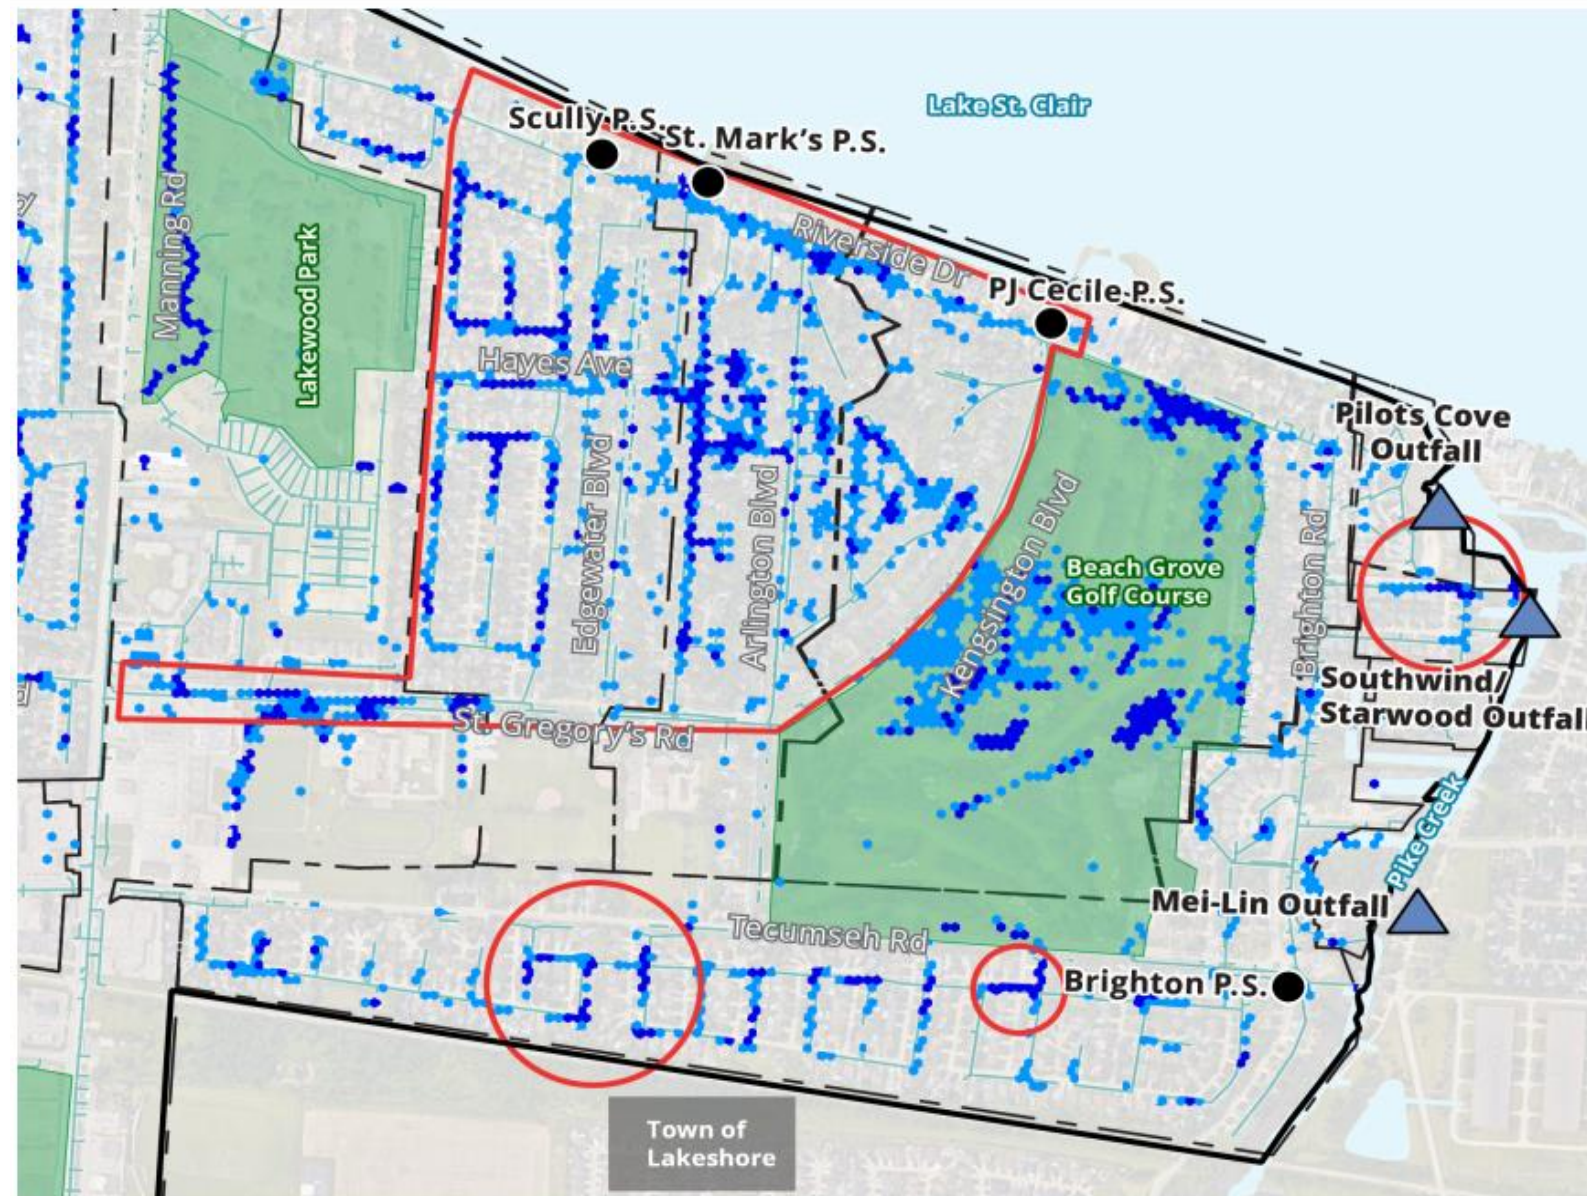 Lake St. Clair
Scully P.S.
St. Mark's P.S.
Manning Rd
Lakewood Park
Riverside Dr
PJ Cecile P.S.
Hayes Ave
Pilots Cove
Outfall
Edgewater Blvd
Arlington Blvd
Kengsington Blvd
Beach Grove
Golf Course
Brighton Rd
Southwind/
Starwood Outfall
St. Gregory's Rd
Pike Creek
Mei-Lin Outfall
Tecumseh Rd
Brighton P.S.
Town of
Lakeshore